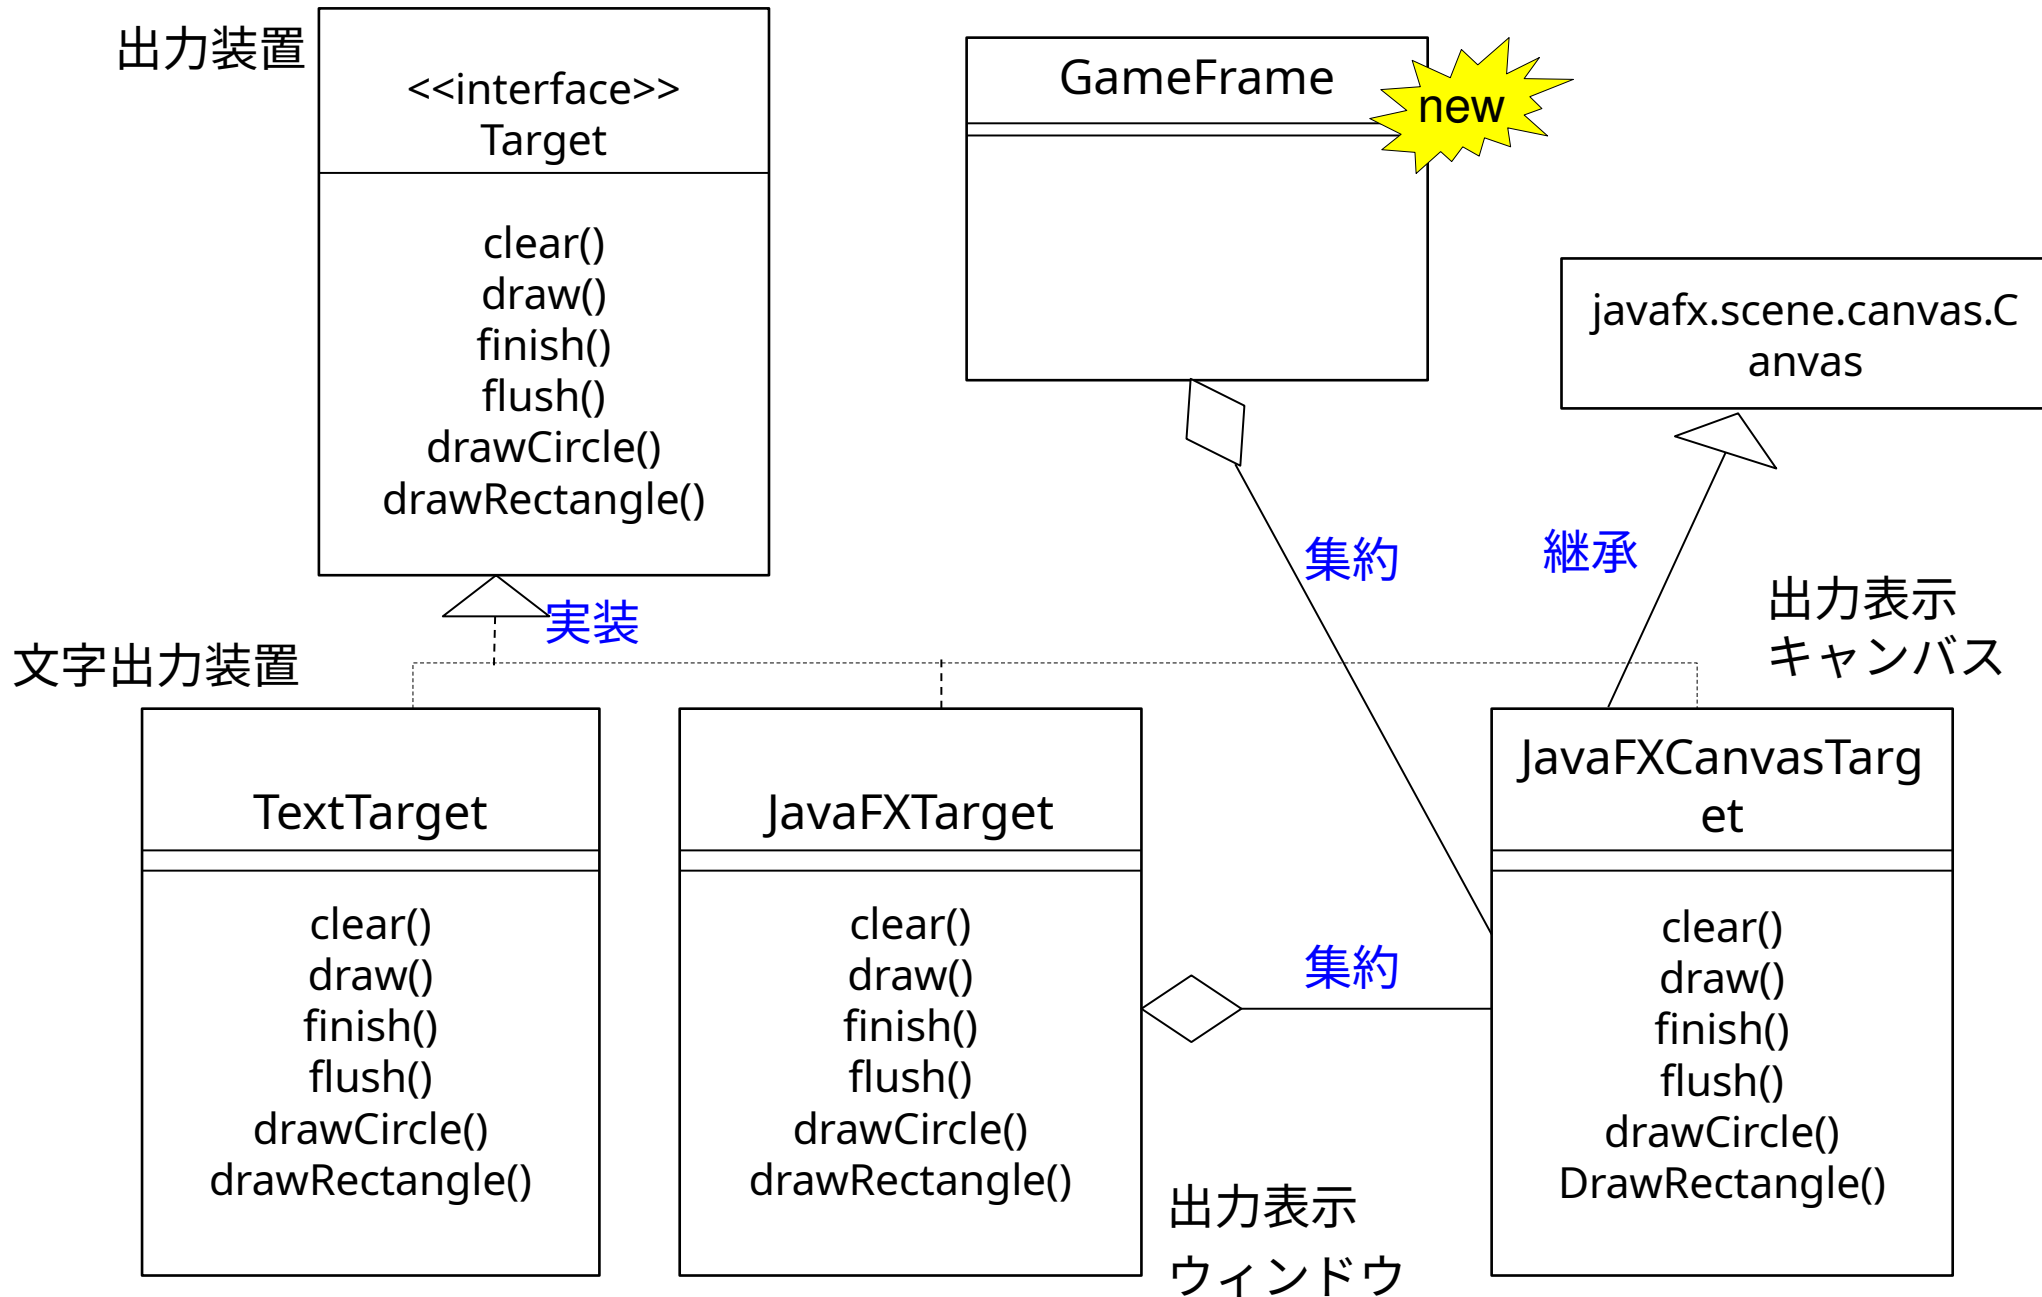 出力装置
<<interface>>
Target
clear()
draw()
finish()
flush()
drawCircle()
drawRectangle()
GameFrame
new
javafx.scene.canvas.C
anvas
実装
集約
継承
出力表示
キャンバス
文字出力装置
TextTarget
clear()
draw()
finish()
flush()
drawCircle()
drawRectangle()
JavaFXTarget
clear()
draw()
finish()
flush()
drawCircle()
drawRectangle()
出力表示
ウィンドウ
集約
JavaFXCanvasTarg
et
clear()
draw()
finish()
flush()
drawCircle()
DrawRectangle()